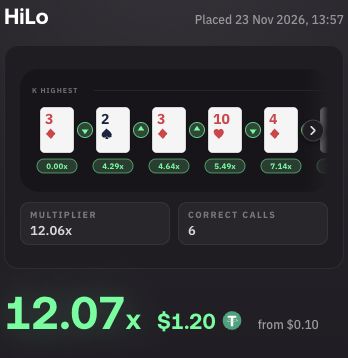 HiLo
Placed 23 Nov 2026, 13:57
K HIGHEST
3 2 3 10 4
0.00x 4.29x 4.64x 5.49x 7.14x
MULTIPLIER CORRECT CALLS
12.06x 6
12.07x $1.20 from $0.10